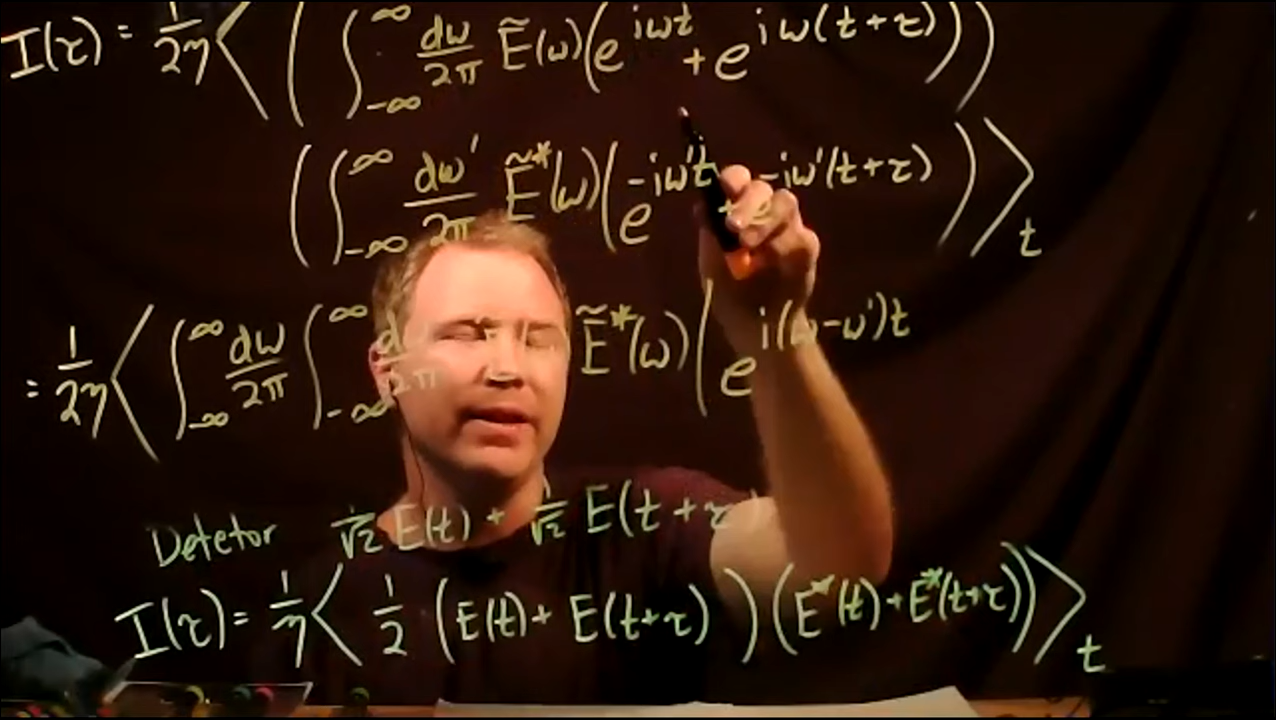 I(τ) = 1/2η ⟨ ( ∫_{-∞}^{∞} dω/2π Ẽ(ω) ( e^{iωt} + e^{iω(t+τ)} ) )
( ∫_{-∞}^{∞} dω'/2π Ẽ*(ω) ( e^{-iω't} + e^{-iω'(t+τ)} ) ) ⟩_t
= 1/2η ⟨ ∫_{-∞}^{∞} dω/2π ∫_{-∞}^{∞} Ẽ*(ω) ( e^{i(ω-ω')t}
Detetor 1/√2 E(t) + 1/√2 E(t + τ)
I(τ) = 1/η ⟨ 1/2 ( E(t) + E(t+τ) ) ( E*(t) + E*(t+τ) ) ⟩_t